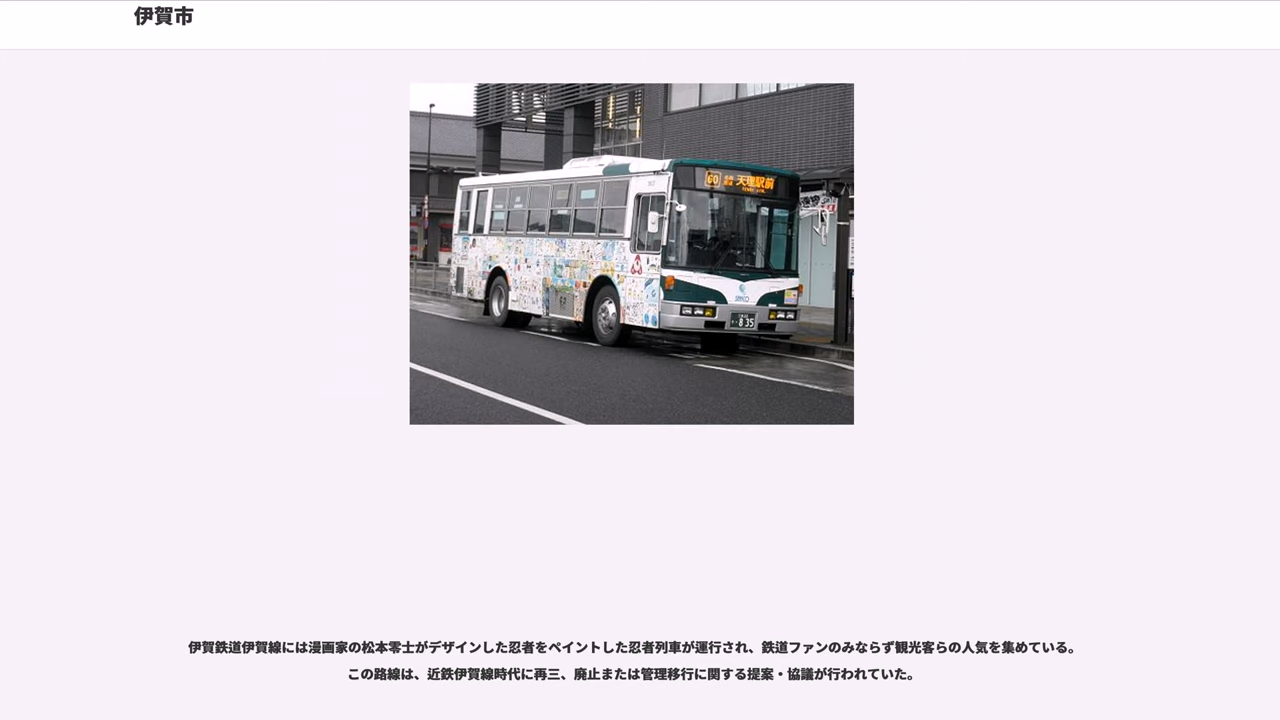 伊賀市
60 天理駅前
SANCO
835
伊賀鉄道伊賀線には漫画家の松本零士がデザインした忍者をペイントした忍者列車が運行され、鉄道ファンのみならず観光客らの人気を集めている。
この路線は、近鉄伊賀線時代に再三、廃止または管理移行に関する提案・協議が行われていた。